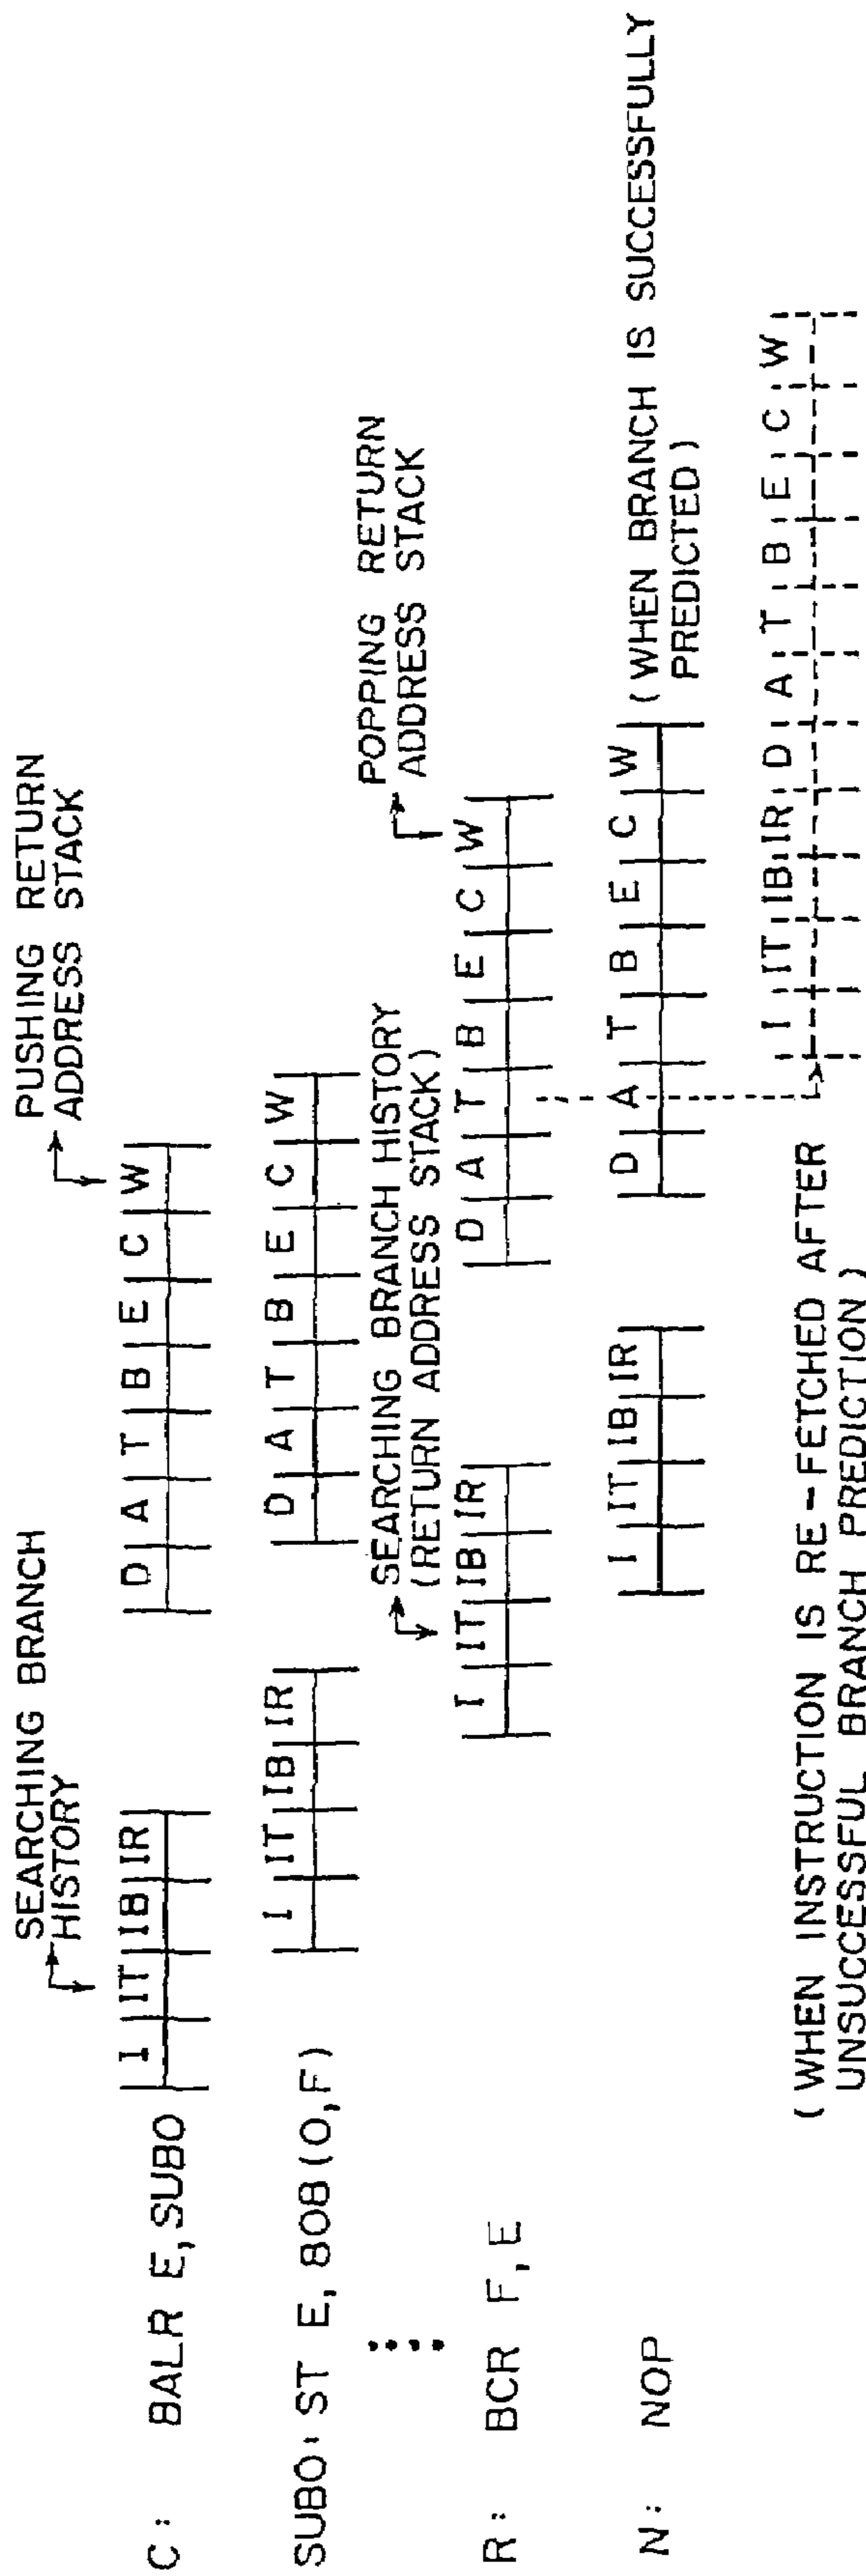 SEARCHING BRANCH
HISTORY
PUSHING RETURN
ADDRESS STACK
C: BALR E, SUBO
I IT IB IR
D A T B E C W
SUBO: ST E, 808(0,F)
I IT IB IR
D A T B E C W
SEARCHING BRANCH HISTORY
(RETURN ADDRESS STACK)
POPPING RETURN
ADDRESS STACK
R: BCR F, E
I IT IB IR
D A T B E C W
N: NOP
I IT IB IR
D A T B E C W
(WHEN BRANCH IS SUCCESSFULLY
PREDICTED)
I IT IB IR D A T B E C W
(WHEN INSTRUCTION IS RE-FETCHED AFTER
UNSUCCESSFUL BRANCH PREDICTION)